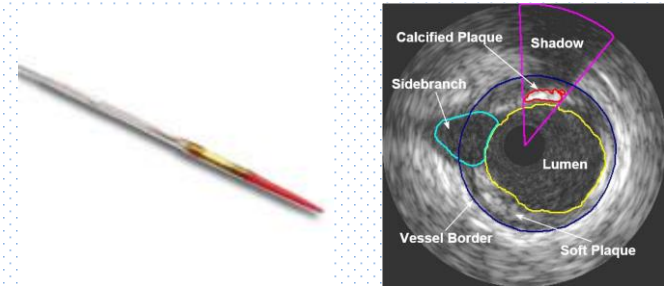 Calcified Plaque
Shadow
Sidebranch
Lumen
Vessel Border
Soft Plaque